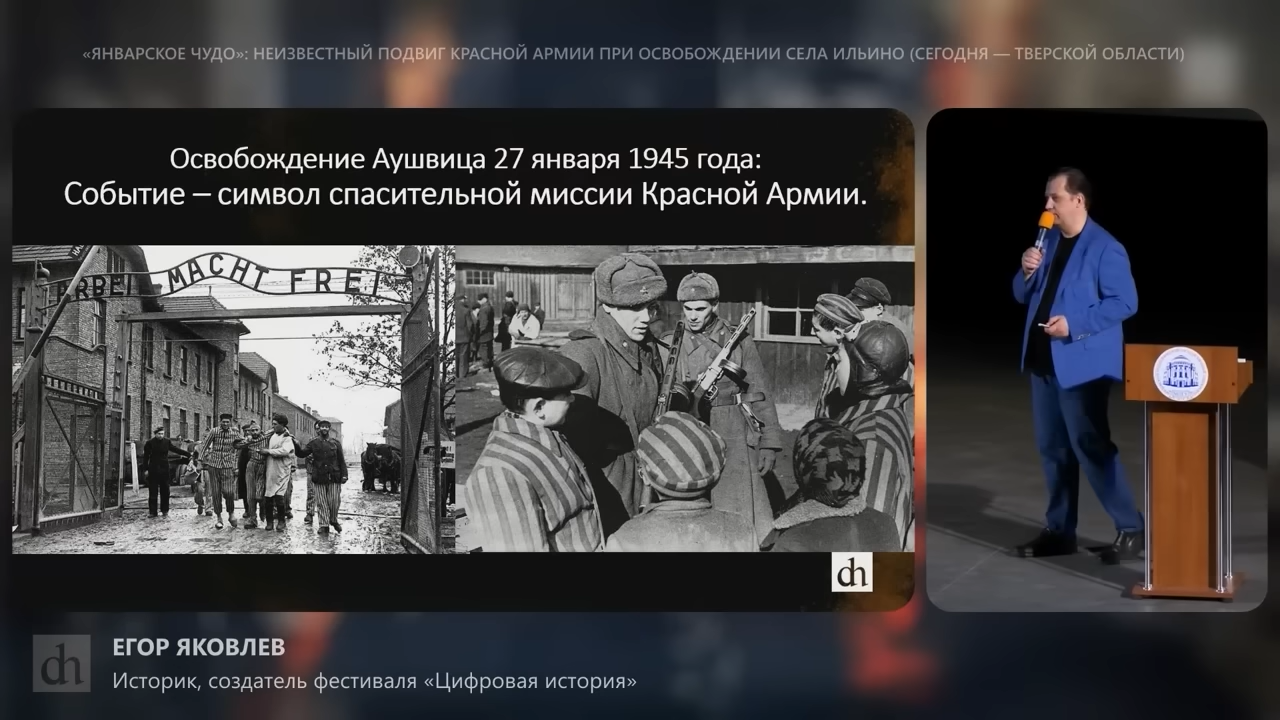 «ЯНВАРСКОЕ ЧУДО»: НЕИЗВЕСТНЫЙ ПОДВИГ КРАСНОЙ АРМИИ ПРИ ОСВОБОЖДЕНИИ СЕЛА ИЛЬИНО (СЕГОДНЯ — ТВЕРСКОЙ ОБЛАСТИ)
Освобождение Аушвица 27 января 1945 года:
Событие – символ спасительной миссии Красной Армии.
ARBEIT MACHT FREI
dh
dh
ЕГОР ЯКОВЛЕВ
Историк, создатель фестиваля «Цифровая история»